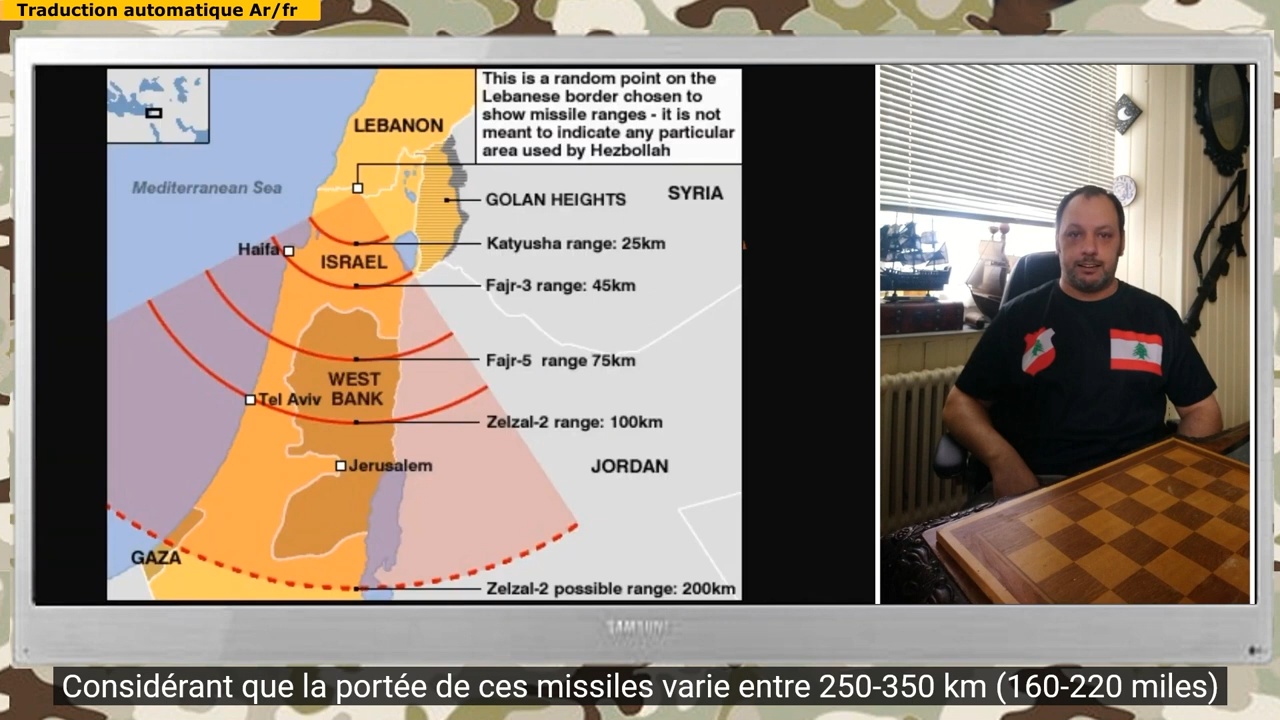 Traduction automatique Ar/fr
This is a random point on the
Lebanese border chosen to
show missile ranges - it is not
meant to indicate any particular
area used by Hezbollah
LEBANON
Mediterranean Sea
GOLAN HEIGHTS
SYRIA
Haifa
Katyusha range: 25km
ISRAEL
Fajr-3 range: 45km
Fajr-5 range 75km
WEST
BANK
Tel Aviv
Zelzal-2 range: 100km
Jerusalem
JORDAN
GAZA
Zelzal-2 possible range: 200km
SAMSUNG
Considérant que la portée de ces missiles varie entre 250-350 km (160-220 miles)